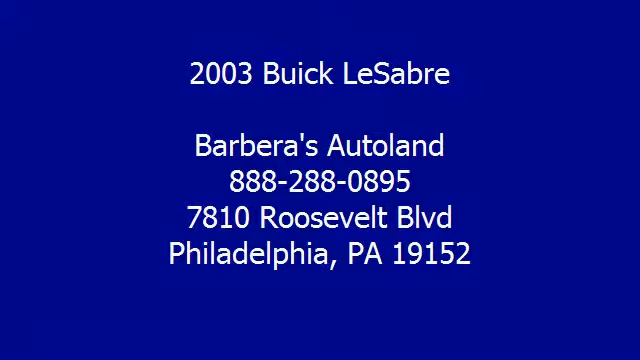 2003 Buick LeSabre
Barbera's Autoland
888-288-0895
7810 Roosevelt Blvd
Philadelphia, PA 19152